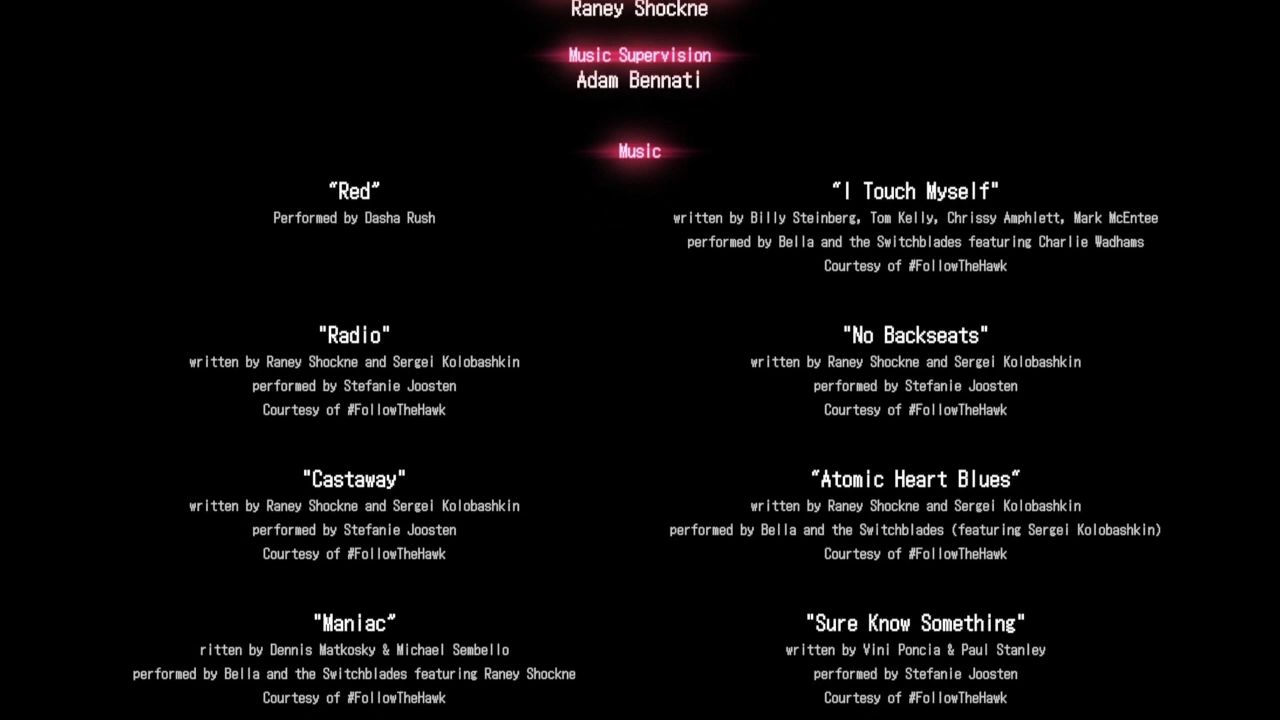 Raney Shockne
Music Supervision
Adam Bennati
Music
"Red"
Performed by Dasha Rush
"I Touch Myself"
written by Billy Steinberg, Tom Kelly, Chrissy Amphlett, Mark McEntee
performed by Bella and the Switchblades featuring Charlie Wadhams
Courtesy of #FollowTheHawk
"Radio"
written by Raney Shockne and Sergei Kolobashkin
performed by Stefanie Joosten
Courtesy of #FollowTheHawk
"No Backseats"
written by Raney Shockne and Sergei Kolobashkin
performed by Stefanie Joosten
Courtesy of #FollowTheHawk
"Castaway"
written by Raney Shockne and Sergei Kolobashkin
performed by Stefanie Joosten
Courtesy of #FollowTheHawk
"Atomic Heart Blues"
written by Raney Shockne and Sergei Kolobashkin
performed by Bella and the Switchblades (featuring Sergei Kolobashkin)
Courtesy of #FollowTheHawk
"Maniac"
ritten by Dennis Matkosky & Michael Sembello
performed by Bella and the Switchblades featuring Raney Shockne
Courtesy of #FollowTheHawk
"Sure Know Something"
written by Vini Poncia & Paul Stanley
performed by Stefanie Joosten
Courtesy of #FollowTheHawk